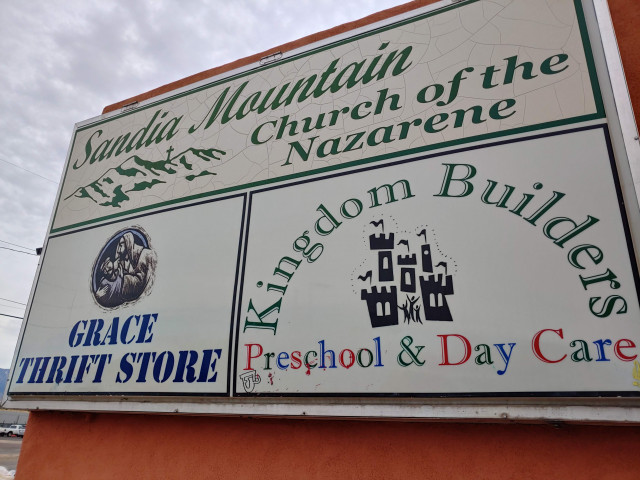 Sandia Mountain
Church of the
Nazarene
GRACE
THRIFT STORE
Kingdom Builders
Preschool & Day Care